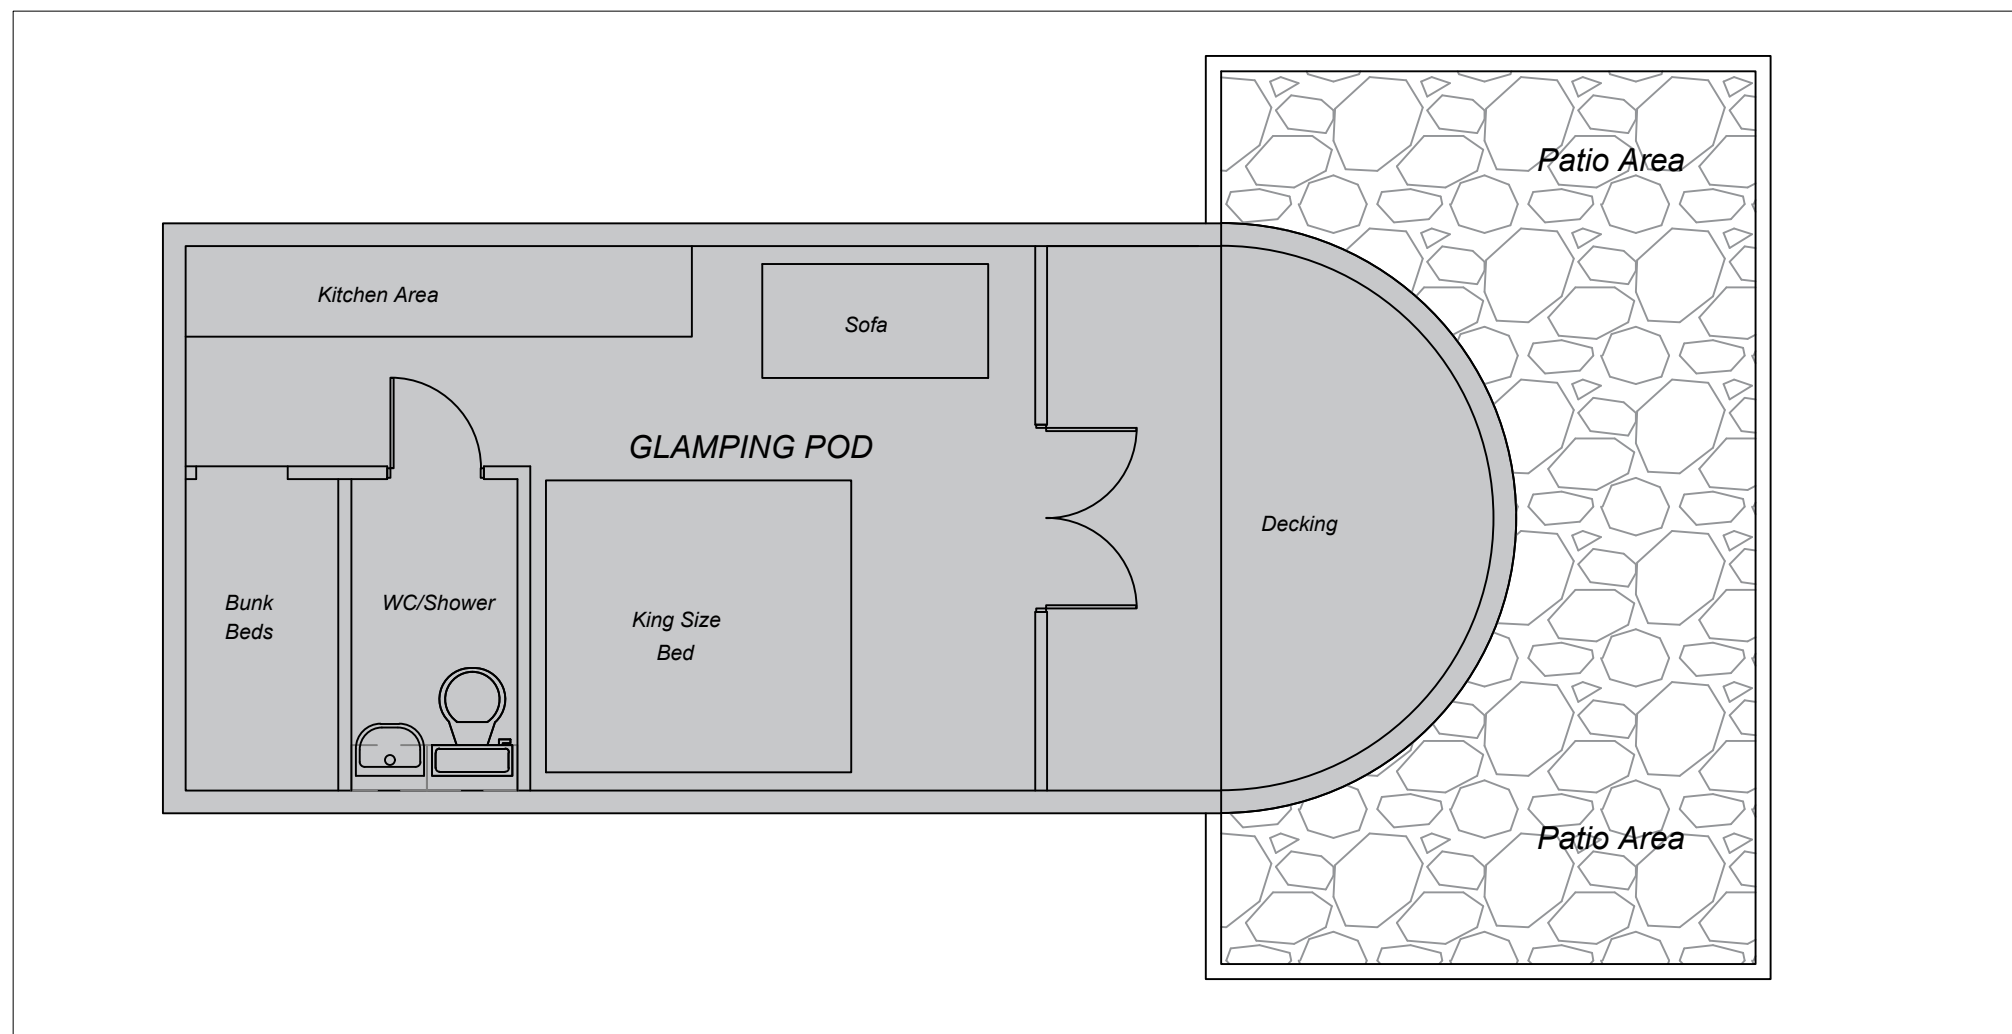 Patio Area
Kitchen Area
Sofa
GLAMPING POD
Decking
Bunk
Beds
WC/Shower
King Size
Bed
Patio Area